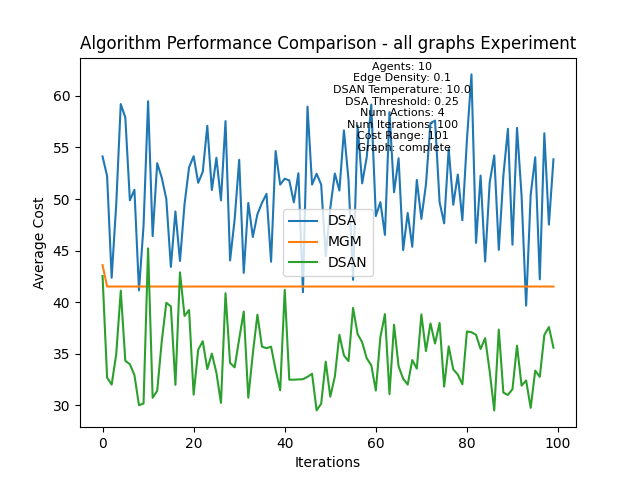 Algorithm Performance Comparison - all graphs Experiment
Agents: 10
Edge Density: 0.1
DSAN Temperature: 10.0
DSA Threshold: 0.25
Num Actions: 4
Num Iterations: 100
Cost Range: 101
Graph: complete
Average Cost
60
55
50
45
40
35
30
DSA
MGM
DSAN
0
20
40
60
80
100
Iterations